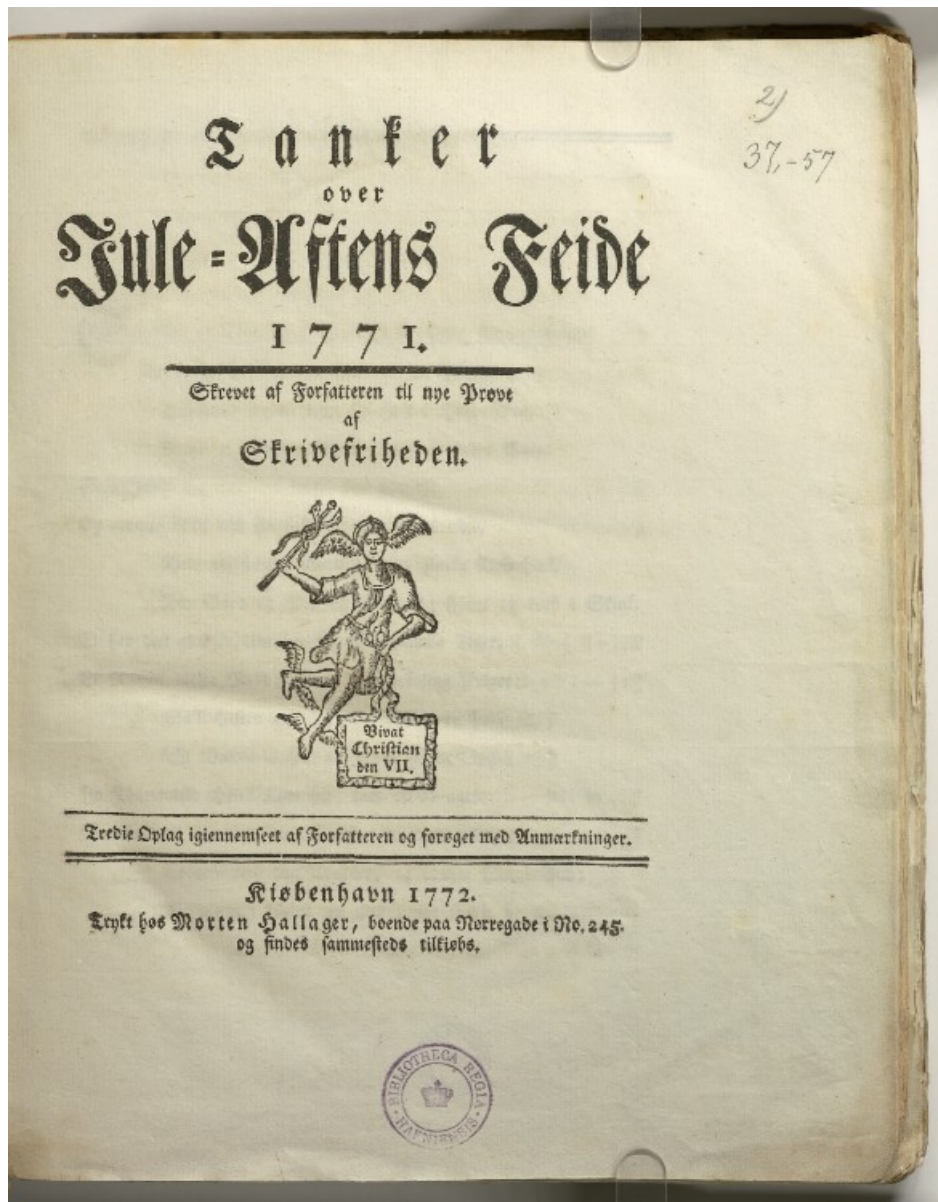 2)
37,-57
Tanker
over
Jule-Aftens Feide
1771.
Skrevet af Forfatteren til nye Prøve
af
Skrivefriheden.
Vivat
Christian
den VII.
Tredie Oplag igiennemseet af Forfatteren og forøget med Anmærkninger.
Kiøbenhavn 1772.
Trykt hos Morten Hallager, boende paa Nørregade i No. 245.
og findes sammesteds tilkiøbs.
BIBLIOTHECA REGIA
HAFNIENSIS